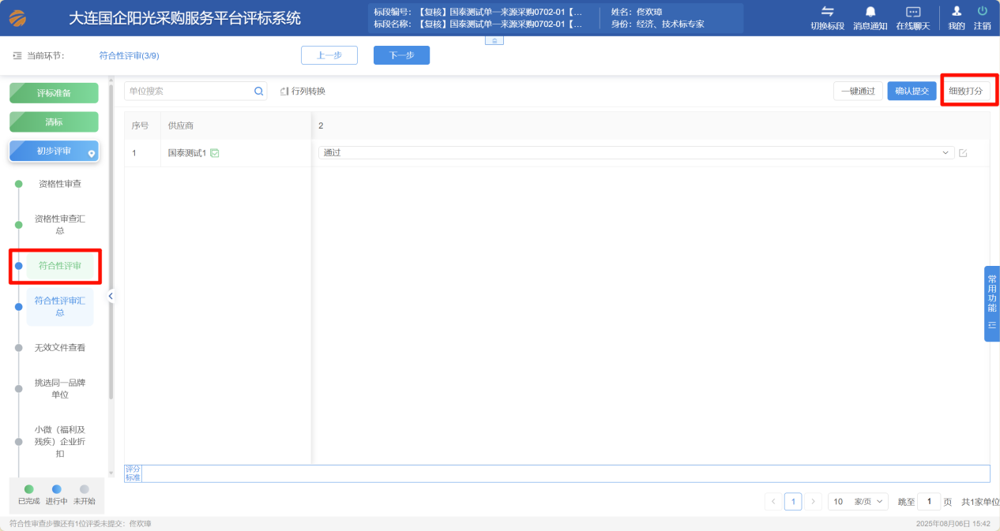 大连国企阳光采购服务平台评标系统
标段编号：【复核】国泰测试单一来源采购0702-01【...
标段名称：【复核】国泰测试单一来源采购0702-01【...
姓名：佟欢璋
身份：经济、技术标专家
切换标段
消息通知
在线聊天
我的
注销
当前环节：
符合性评审(3/9)
上一步
下一步
评标准备
清标
初步评审
资格性审查
资格性审查汇
总
符合性评审
符合性评审汇
总
无效文件查看
挑选同一品牌
单位
小微（福利及
残疾）企业折
扣
已完成
进行中
未开始
单位搜索
行列转换
一键通过
确认提交
细致打分
序号
供应商
2
1
国泰测试1
通过
常用功能
评分
标准
1
10 家/页
跳至 1 页
共1家单位
符合性审查步骤还有1位评委未提交：佟欢璋
2025年08月06日 15:42